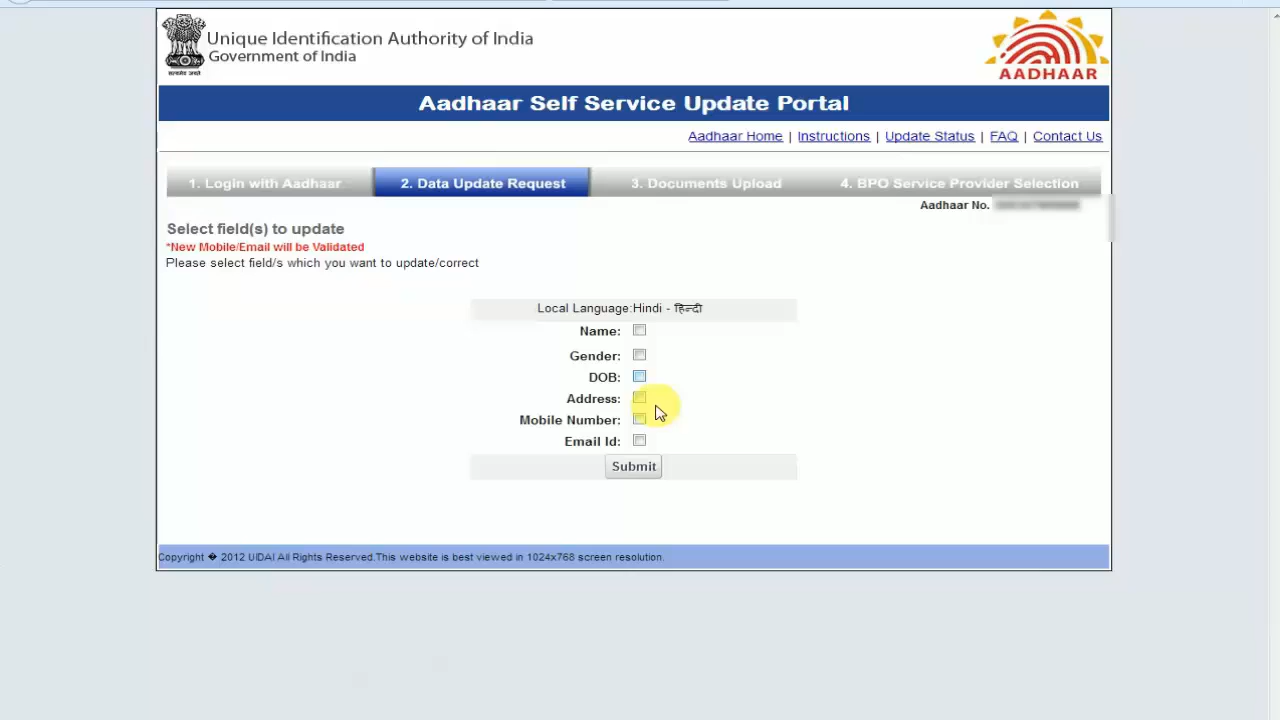 सत्यमेव जयते
Unique Identification Authority of India
Government of India
AADHAAR
Aadhaar Self Service Update Portal
Aadhaar Home | Instructions | Update Status | FAQ | Contact Us
1. Login with Aadhaar 2. Data Update Request 3. Documents Upload 4. BPO Service Provider Selection
Aadhaar No.
Select field(s) to update
*New Mobile/Email will be Validated
Please select field/s which you want to update/correct
Local Language:Hindi - हिन्दी
Name:
Gender:
DOB:
Address:
Mobile Number:
Email Id:
Submit
Copyright � 2012 UIDAI All Rights Reserved.This website is best viewed in 1024x768 screen resolution.